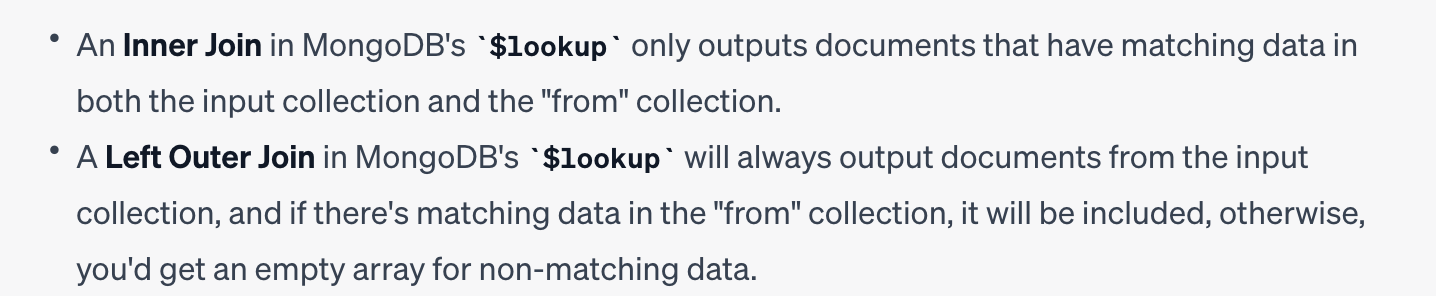 • An Inner Join in MongoDB's `$lookup` only outputs documents that have matching data in
both the input collection and the "from" collection.
• A Left Outer Join in MongoDB's `$lookup` will always output documents from the input
collection, and if there's matching data in the "from" collection, it will be included, otherwise,
you'd get an empty array for non-matching data.